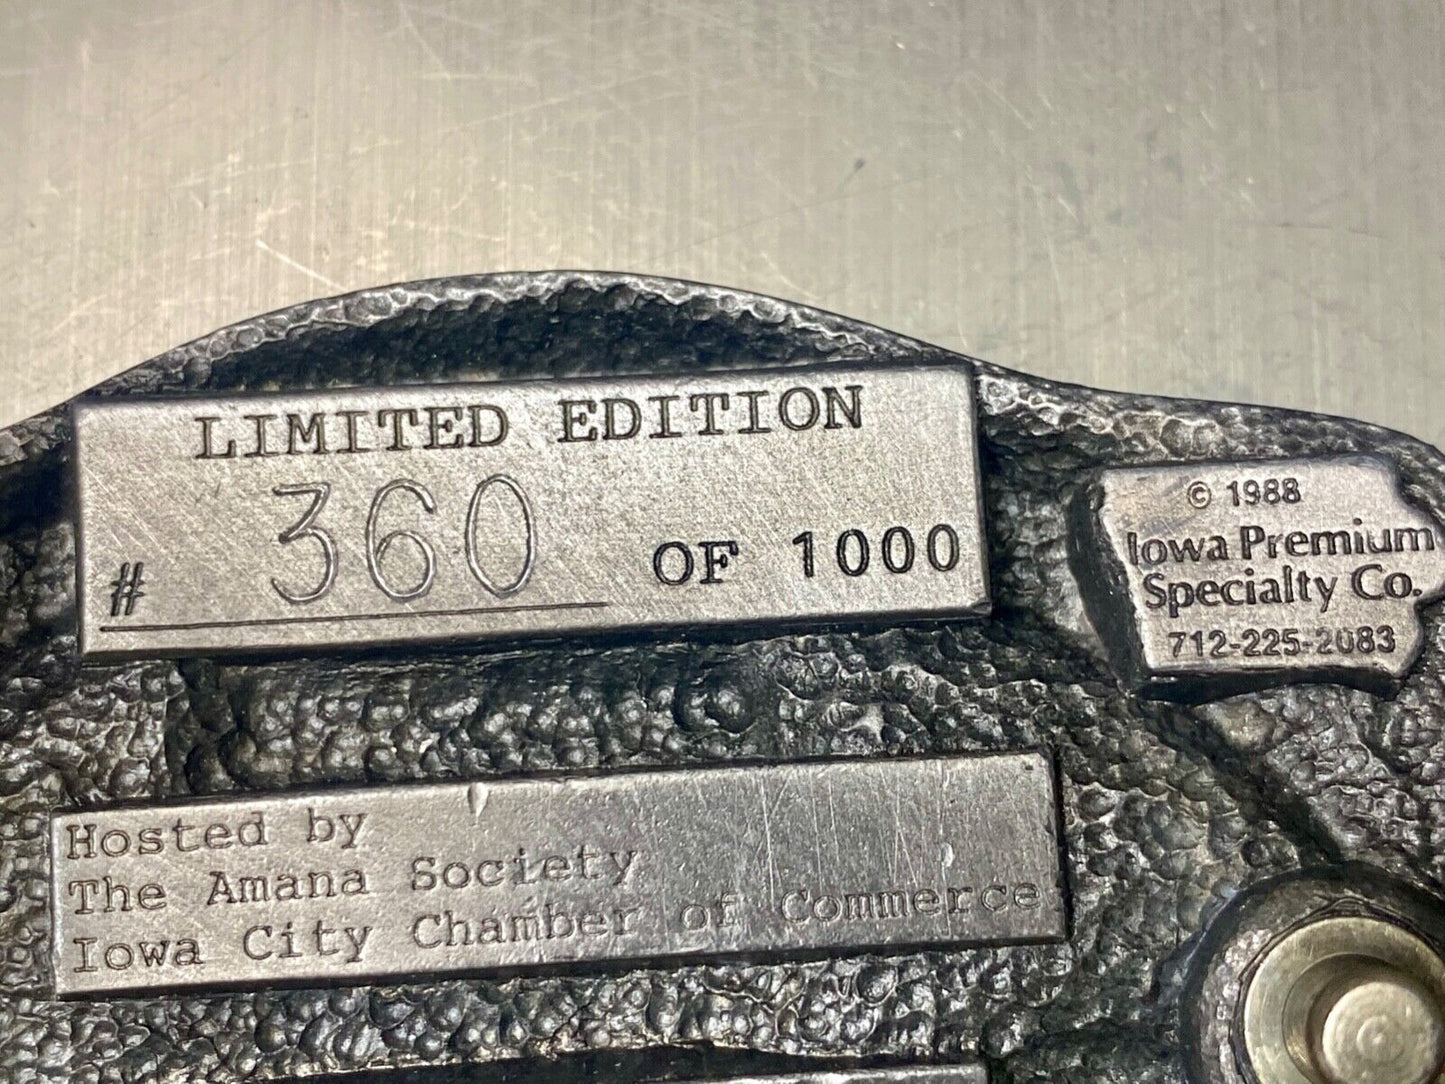 LIMITED EDITION
# 360 OF 1000
© 1988
Iowa Premium
Specialty Co.
712-225-2083
Hosted by
The Amana Society
Iowa City Chamber of Commerce